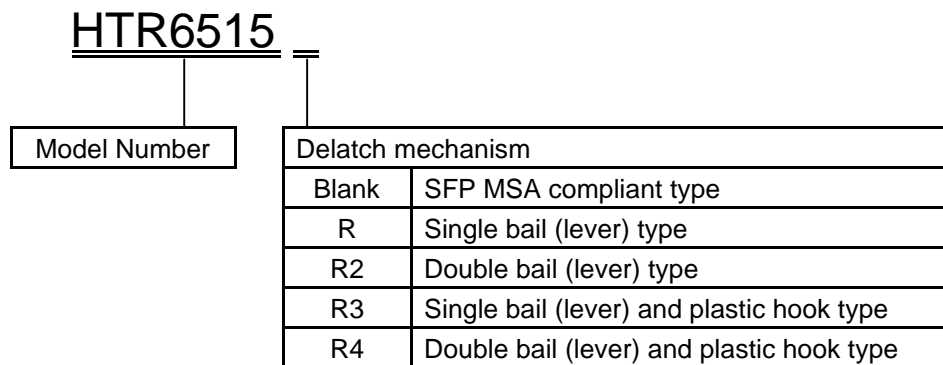 HTR6515
Model Number
Delatch mechanism
Blank SFP MSA compliant type
R Single bail (lever) type
R2 Double bail (lever) type
R3 Single bail (lever) and plastic hook type
R4 Double bail (lever) and plastic hook type